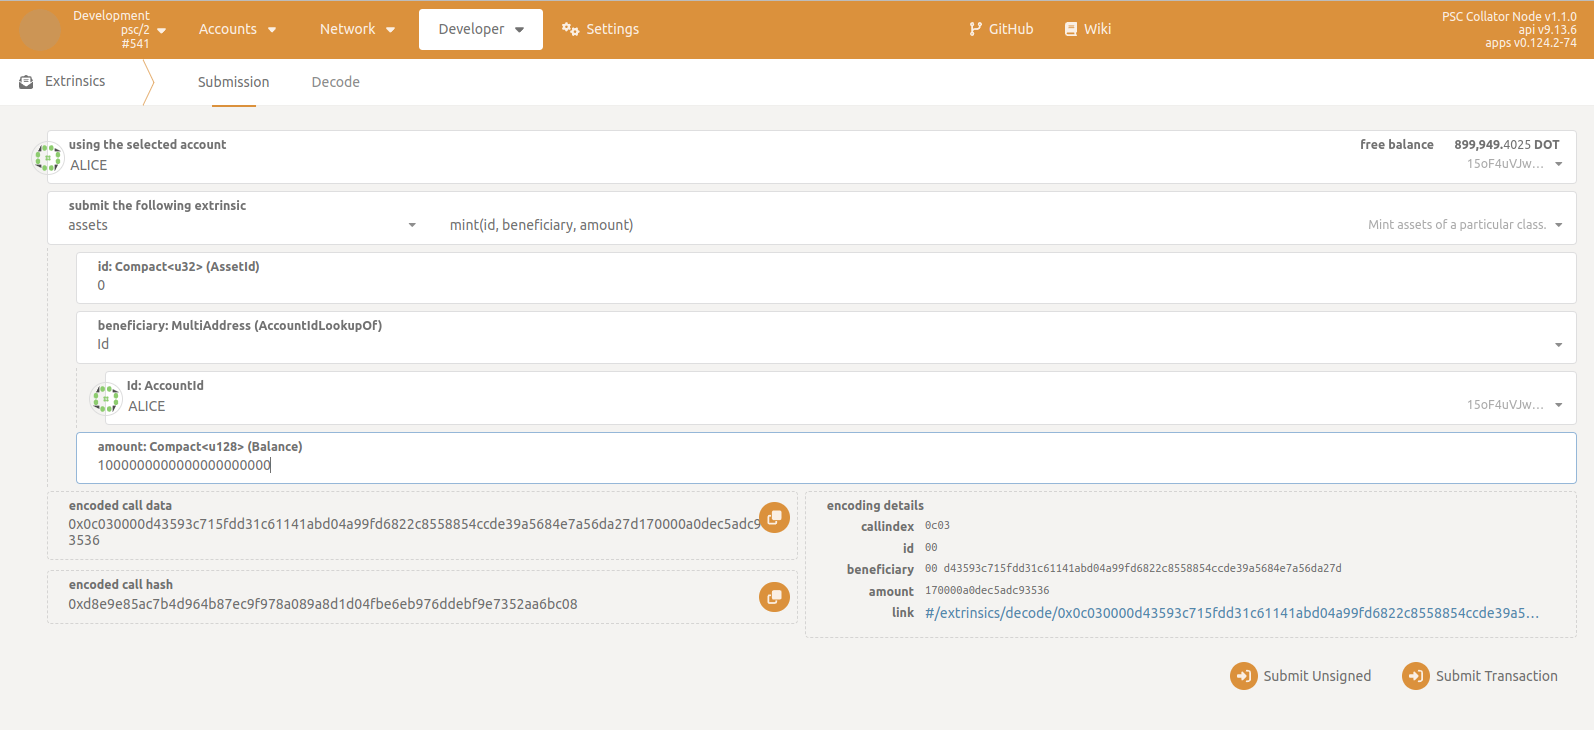 Development
psc/2
#541
Accounts
Network
Developer
Settings
GitHub
Wiki
PSC Collator Node v1.1.0
api v9.13.6
apps v0.124.2-74
Extrinsics
Submission
Decode
using the selected account
ALICE
free balance 899,949.4025 DOT
15oF4uVJw…
submit the following extrinsic
assets
mint(id, beneficiary, amount)
Mint assets of a particular class.
id: Compact<u32> (AssetId)
0
beneficiary: MultiAddress (AccountIdLookupOf)
Id
Id: AccountId
ALICE
15oF4uVJw…
amount: Compact<u128> (Balance)
1000000000000000000000
encoded call data
0x0c030000d43593c715fdd31c61141abd04a99fd6822c8558854ccde39a5684e7a56da27d170000a0dec5adc9
3536
encoded call hash
0xd8e9e85ac7b4d964b87ec9f978a089a8d1d04fbe6eb976ddebf9e7352aa6bc08
encoding details
callindex 0c03
id 00
beneficiary 00 d43593c715fdd31c61141abd04a99fd6822c8558854ccde39a5684e7a56da27d
amount 170000a0dec5adc93536
link #/extrinsics/decode/0x0c030000d43593c715fdd31c61141abd04a99fd6822c8558854ccde39a5…
Submit Unsigned
Submit Transaction